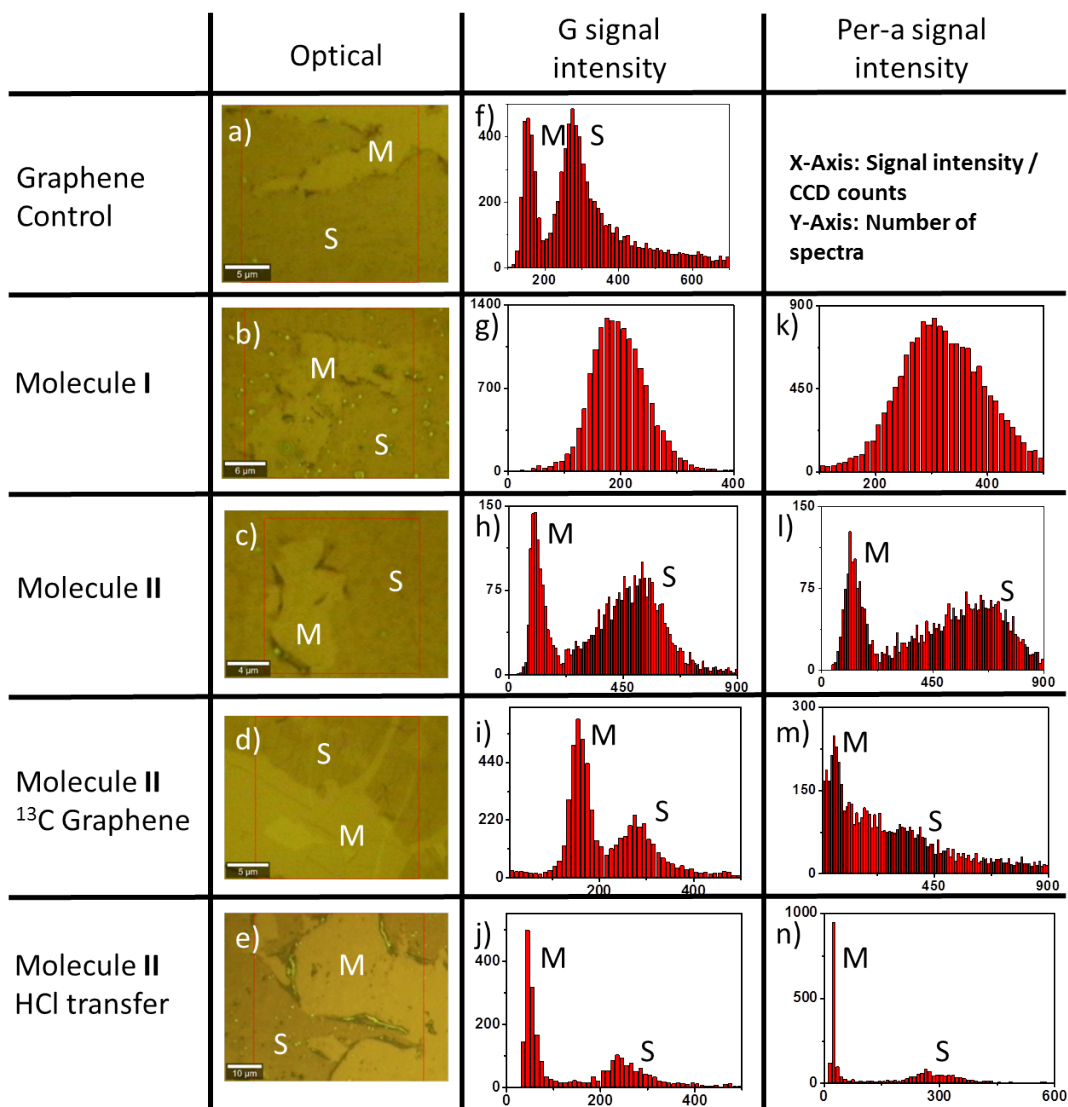 Optical
G signal
intensity
Per-a signal
intensity
Graphene
Control
a)
M
S
5 µm
f)
M
S
400
200
0
200
400
600
X-Axis: Signal intensity /
CCD counts
Y-Axis: Number of
spectra
Molecule I
b)
M
S
6 µm
g)
1400
700
0
0
200
400
k)
900
450
0
200
400
Molecule II
c)
S
M
4 µm
h)
M
S
150
75
0
0
450
900
l)
M
S
150
75
0
0
450
900
Molecule II
13C Graphene
d)
S
M
5 µm
i)
M
S
440
220
0
200
400
m)
M
S
300
150
0
450
900
Molecule II
HCl transfer
e)
M
S
10 µm
j)
M
S
400
200
0
0
200
400
n)
M
S
1000
500
0
0
300
600